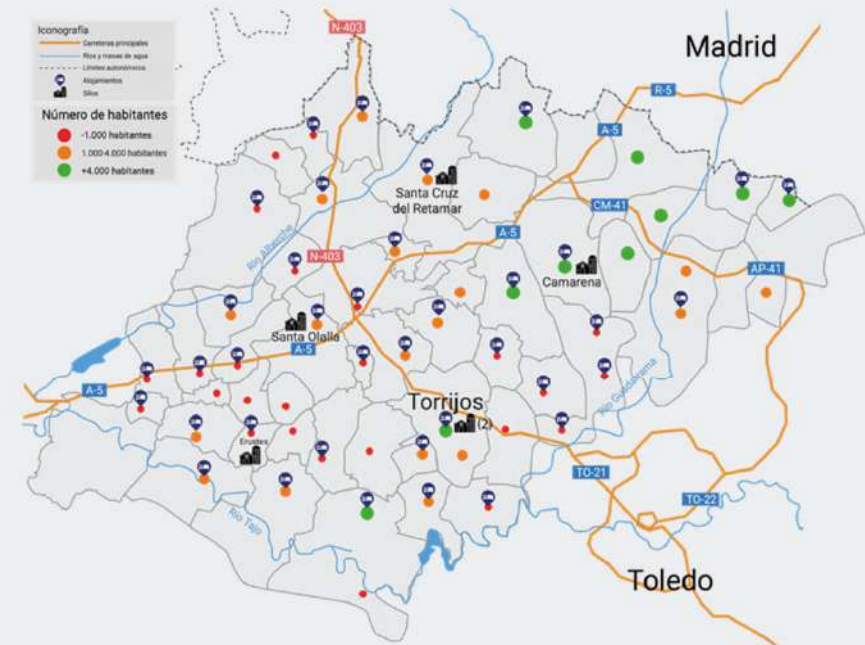 Iconografía
Carreteras principales
Ríos y masas de agua
Límites autonómicos
Alojamientos
Silos
Número de habitantes
-1.000 habitantes
1.000-4.000 habitantes
+4.000 habitantes
N-403
Madrid
R-5
A-5
Santa Cruz
del Retamar
CM-41
Río Alberche
A-5
N-403
Camarena
AP-41
Santa Olalla
A-5
A-5
Río Guadarrama
Torrijos
(2)
Erustes
TO-21
TO-22
Río Tajo
Toledo